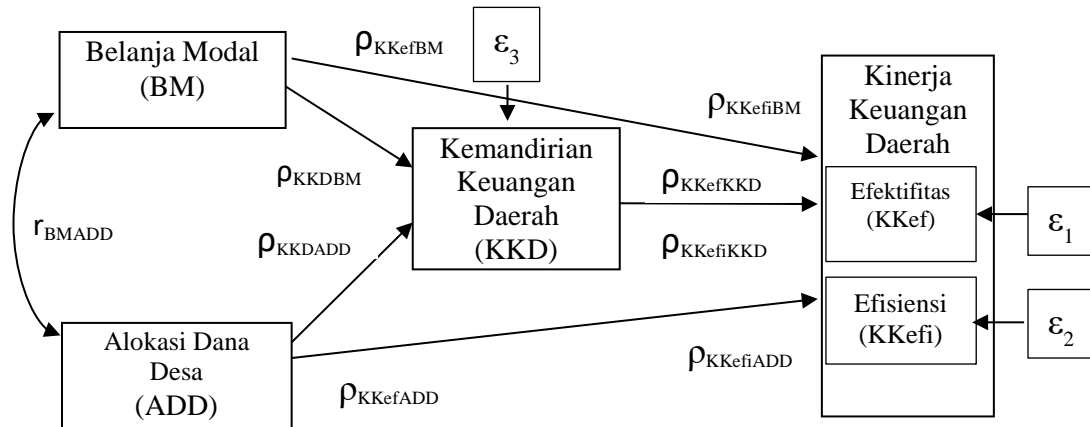 Belanja Modal
(BM)
ρKKefBM
ε3
Kinerja
Keuangan
Daerah
ρKKefiBM
Kemandirian
Keuangan
Daerah
(KKD)
ρKKDBM
ρKKefKKD
Efektifitas
(KKef)
ε1
rBMADD
ρKKDADD
ρKKefiKKD
Efisiensi
(KKefi)
ε2
Alokasi Dana
Desa
(ADD)
ρKKefiADD
ρKKefADD